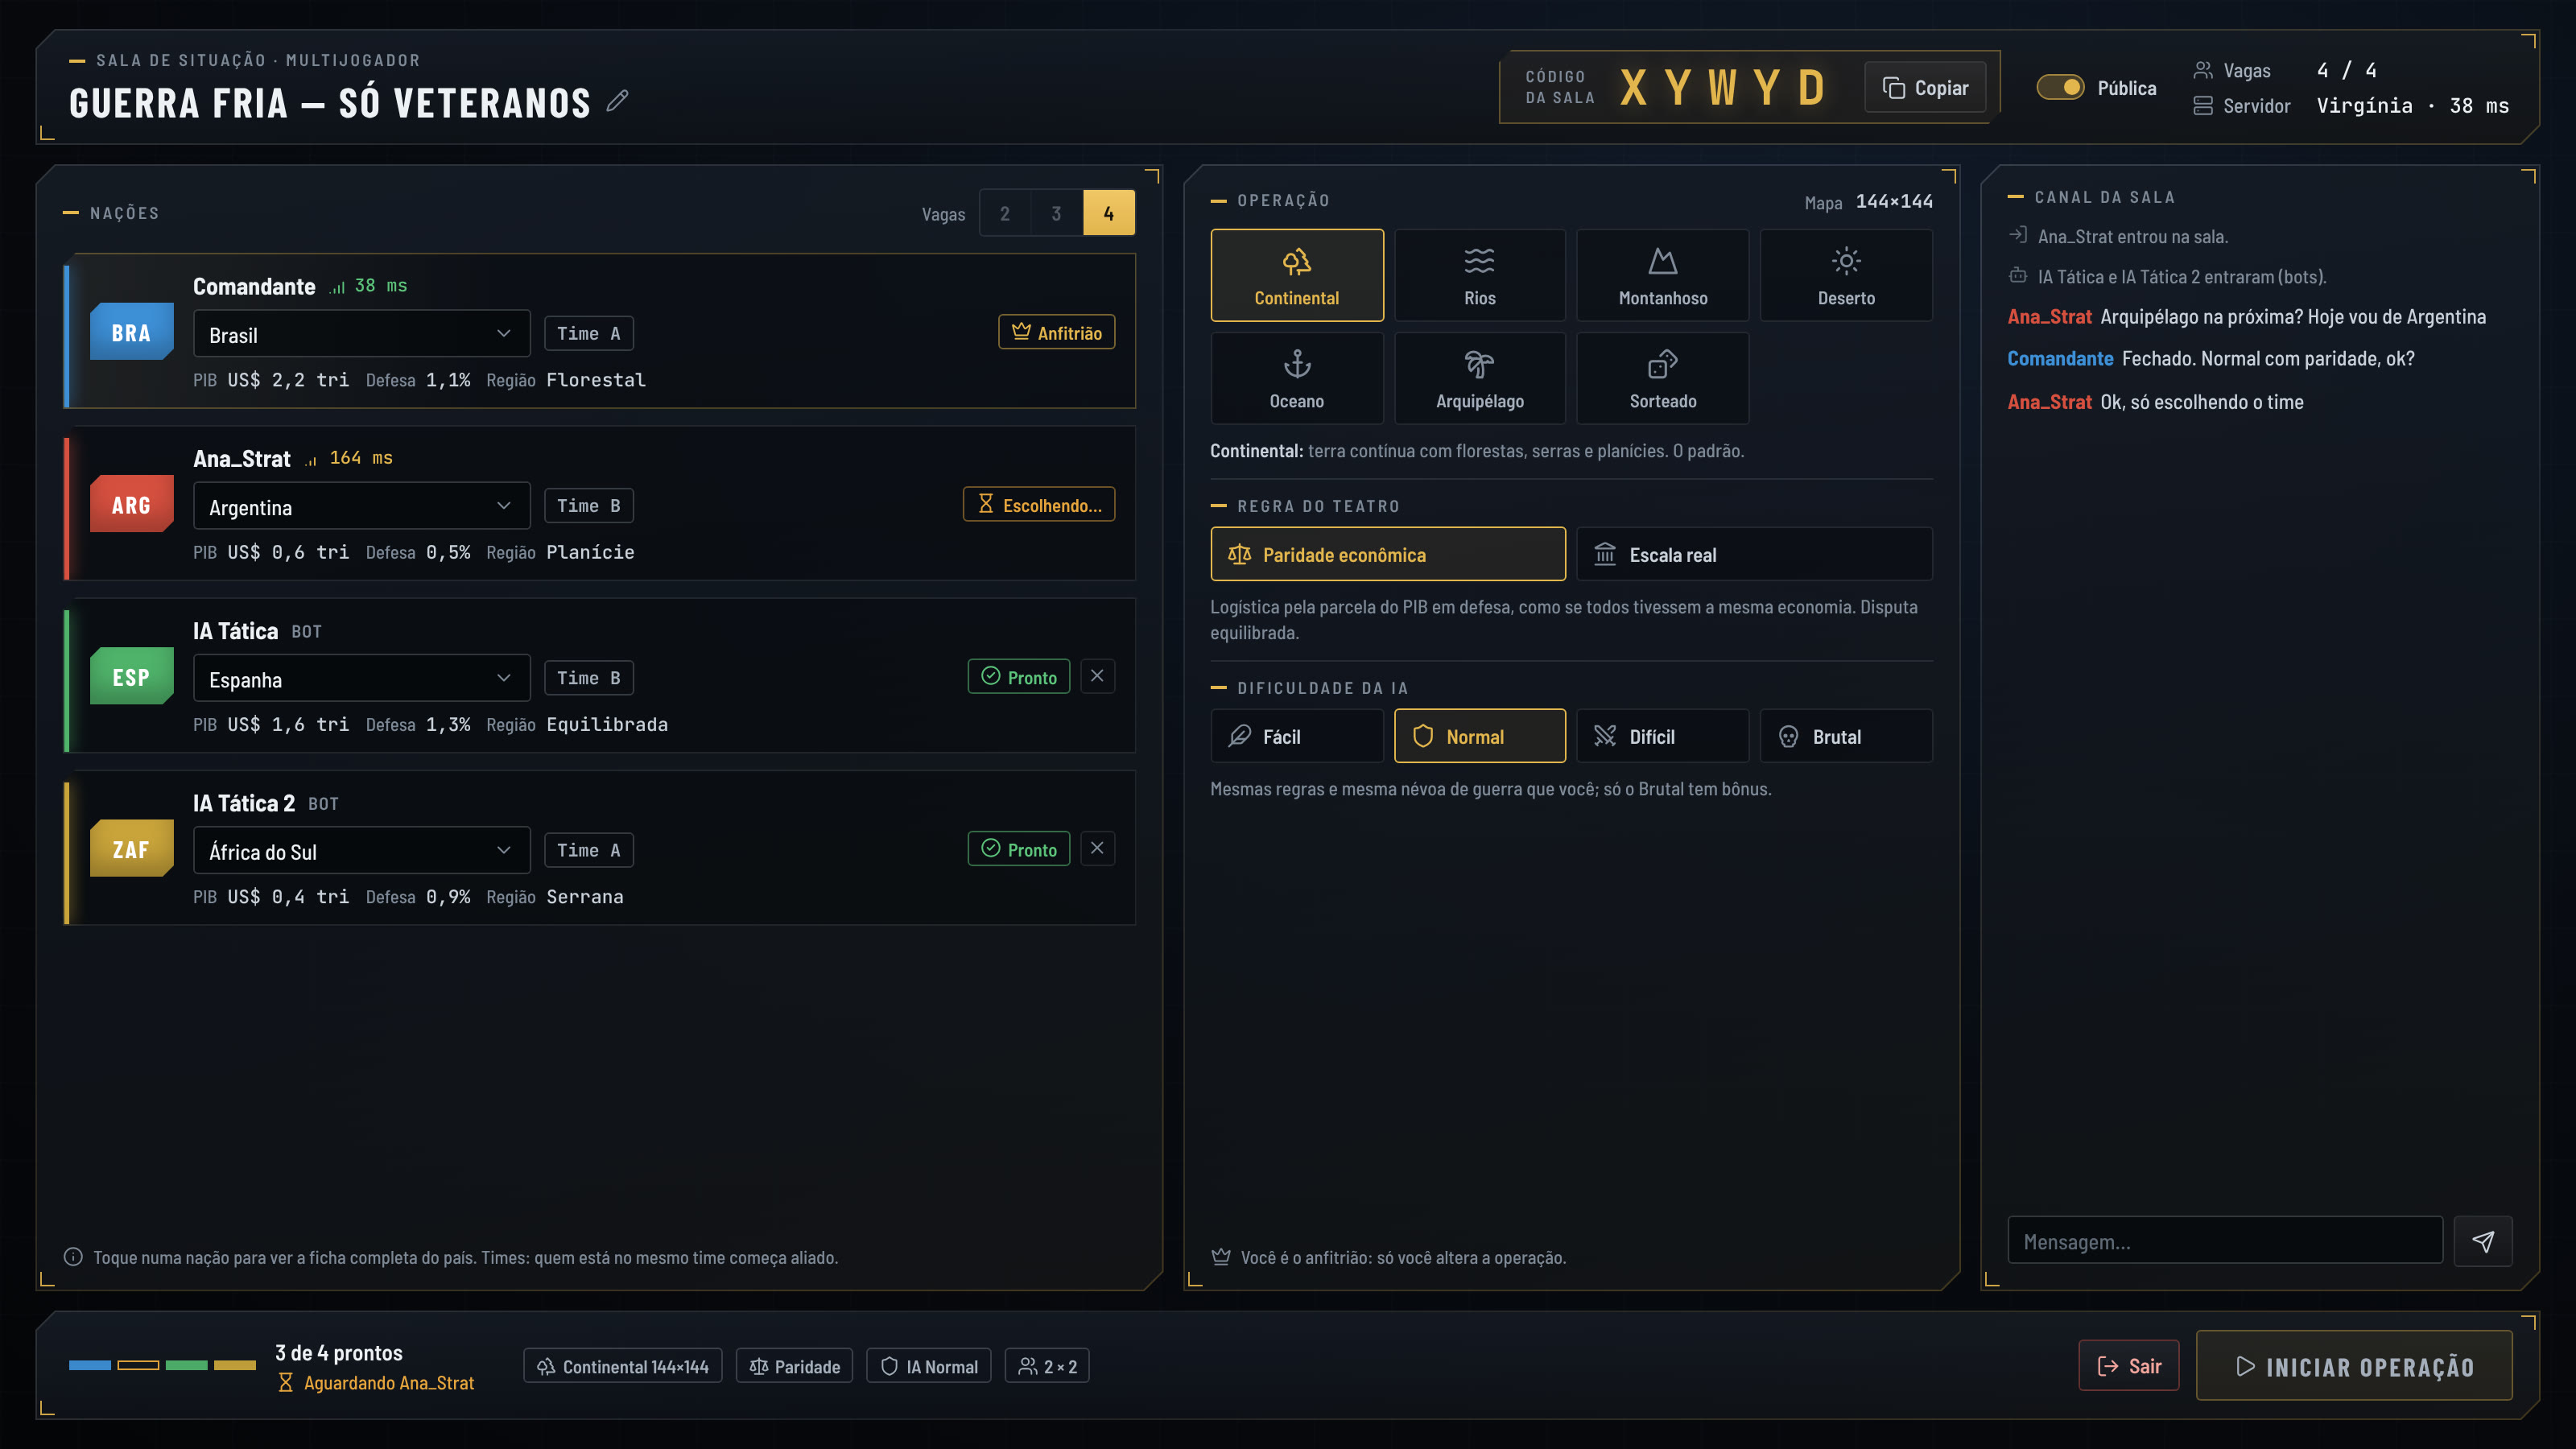 SALA DE SITUAÇÃO · MULTIJOGADOR
GUERRA FRIA — SÓ VETERANOS
CÓDIGO
DA SALA
XYWYD
Copiar
Pública
Vagas 4 / 4
Servidor Virgínia · 38 ms
NAÇÕES
Vagas 2 3 4
Comandante 38 ms
BRA
Brasil
Time A
Anfitrião
PIB US$ 2,2 tri Defesa 1,1% Região Florestal
Ana_Strat 164 ms
ARG
Argentina
Time B
Escolhendo...
PIB US$ 0,6 tri Defesa 0,5% Região Planície
IA Tática BOT
ESP
Espanha
Time B
Pronto
PIB US$ 1,6 tri Defesa 1,3% Região Equilibrada
IA Tática 2 BOT
ZAF
África do Sul
Time A
Pronto
PIB US$ 0,4 tri Defesa 0,9% Região Serrana
Toque numa nação para ver a ficha completa do país. Times: quem está no mesmo time começa aliado.
OPERAÇÃO
Mapa 144×144
Continental
Rios
Montanhoso
Deserto
Oceano
Arquipélago
Sorteado
Continental: terra contínua com florestas, serras e planícies. O padrão.
REGRA DO TEATRO
Paridade econômica
Escala real
Logística pela parcela do PIB em defesa, como se todos tivessem a mesma economia. Disputa
equilibrada.
DIFICULDADE DA IA
Fácil
Normal
Difícil
Brutal
Mesmas regras e mesma névoa de guerra que você; só o Brutal tem bônus.
Você é o anfitrião: só você altera a operação.
CANAL DA SALA
Ana_Strat entrou na sala.
IA Tática e IA Tática 2 entraram (bots).
Ana_Strat Arquipélago na próxima? Hoje vou de Argentina
Comandante Fechado. Normal com paridade, ok?
Ana_Strat Ok, só escolhendo o time
Mensagem...
3 de 4 prontos
Aguardando Ana_Strat
Continental 144×144
Paridade
IA Normal
2 × 2
Sair
INICIAR OPERAÇÃO